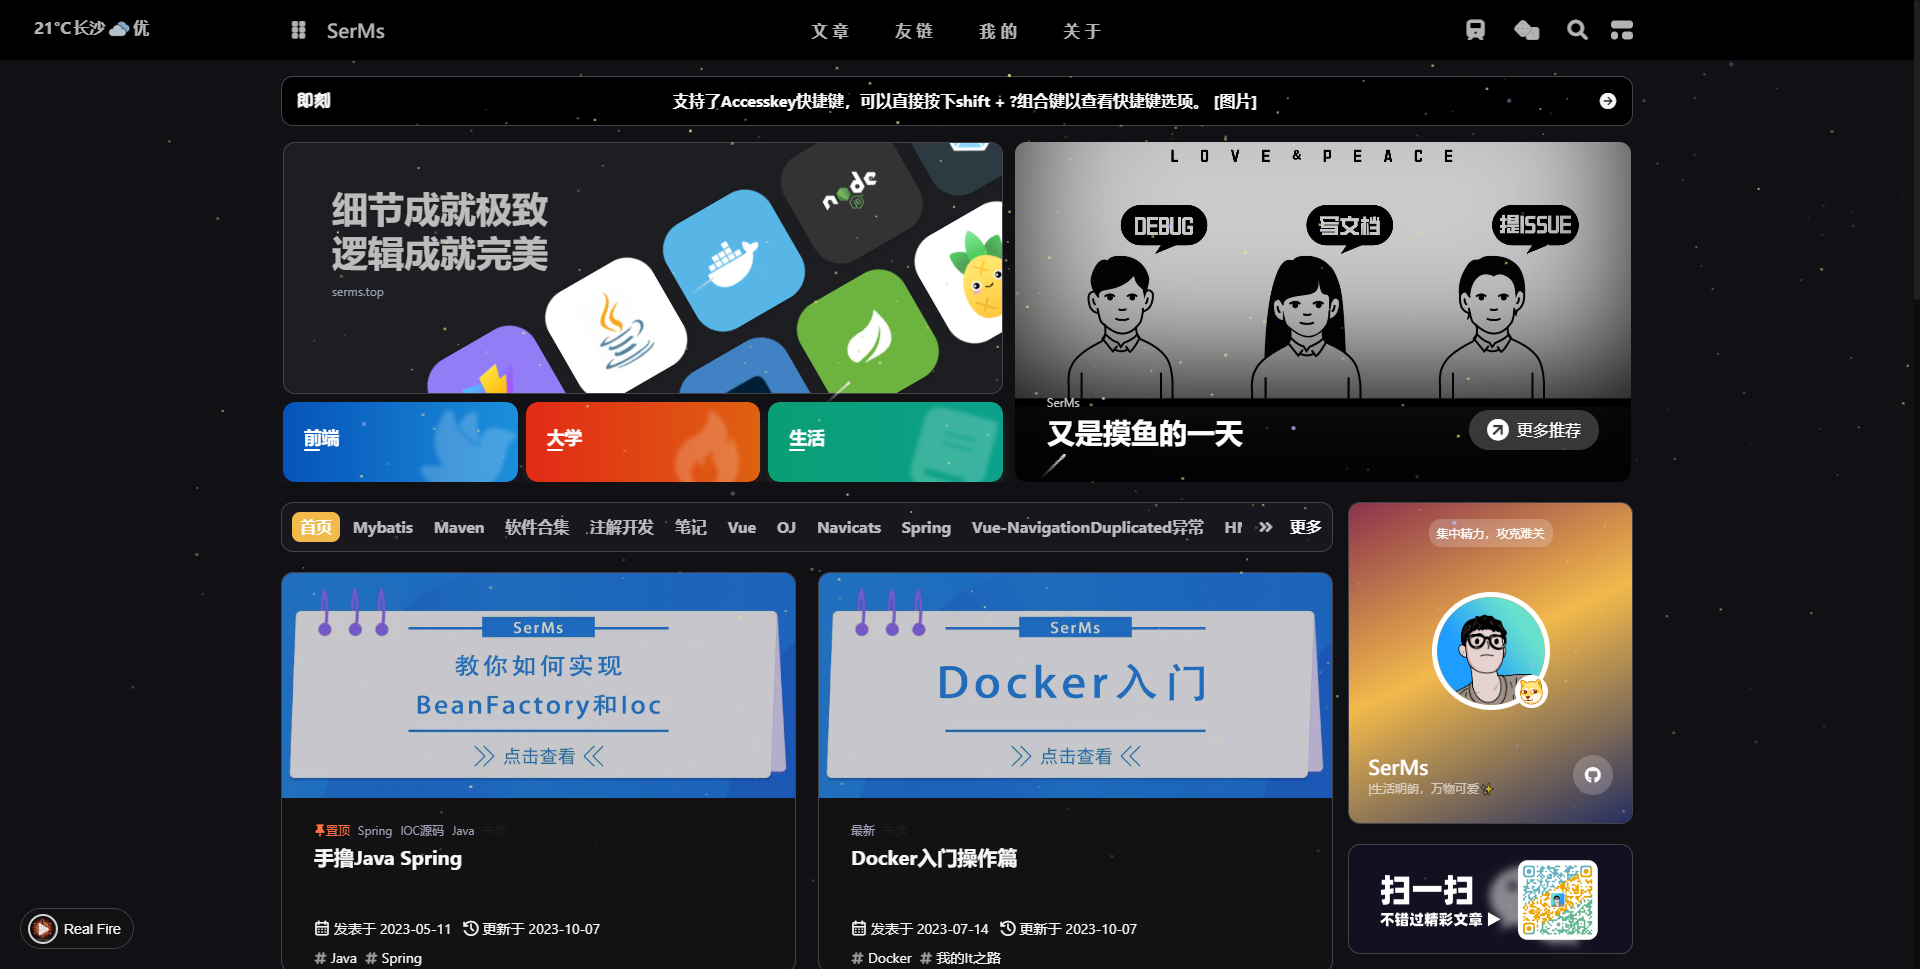 21℃长沙☁️优
SerMs
文章 友链 我的 关于
即刻
支持了Accesskey快捷键，可以直接按下shift + ?组合键以查看快捷键选项。 [图片]
细节成就极致
逻辑成就完美
serms.top
node
LOVE&PEACE
DEBUG 写文档 提ISSUE
SerMs
又是摸鱼的一天
更多推荐
前端 大学 生活
首页 Mybatis Maven 软件合集 注解开发 笔记 Vue OJ Navicats Spring Vue-NavigationDuplicated异常 更多
集中精力，攻克难关
SerMs
教你如何实现
BeanFactory和Ioc
点击查看
SerMs
Docker入门
点击查看
SerMs
生活明朗，万物可爱✨
置顶 Spring IOC源码 Java 未读
手撸Java Spring
发表于 2023-05-11 更新于 2023-10-07
# Java # Spring
最新 未读
Docker入门操作篇
发表于 2023-07-14 更新于 2023-10-07
# Docker # 我的It之路
扫一扫
不错过精彩文章 ▶
Real Fire